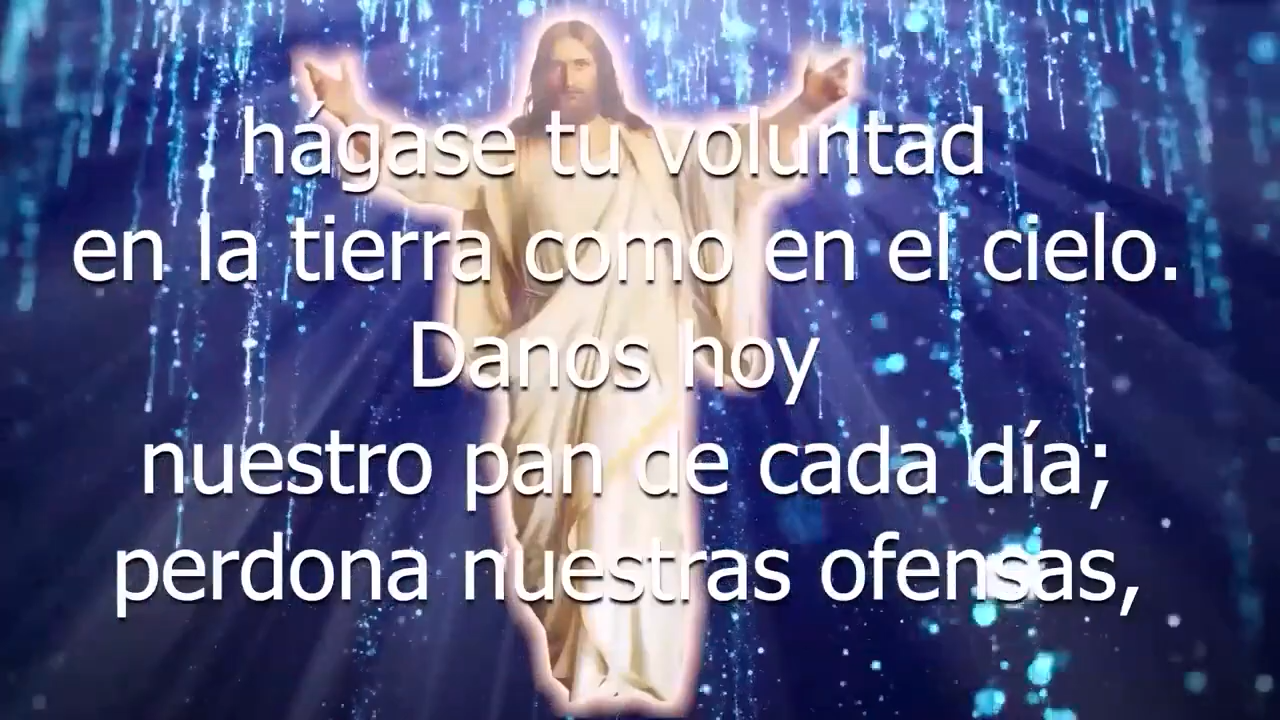 hágase tu voluntad
en la tierra como en el cielo.
Danos hoy
nuestro pan de cada día;
perdona nuestras ofensas,